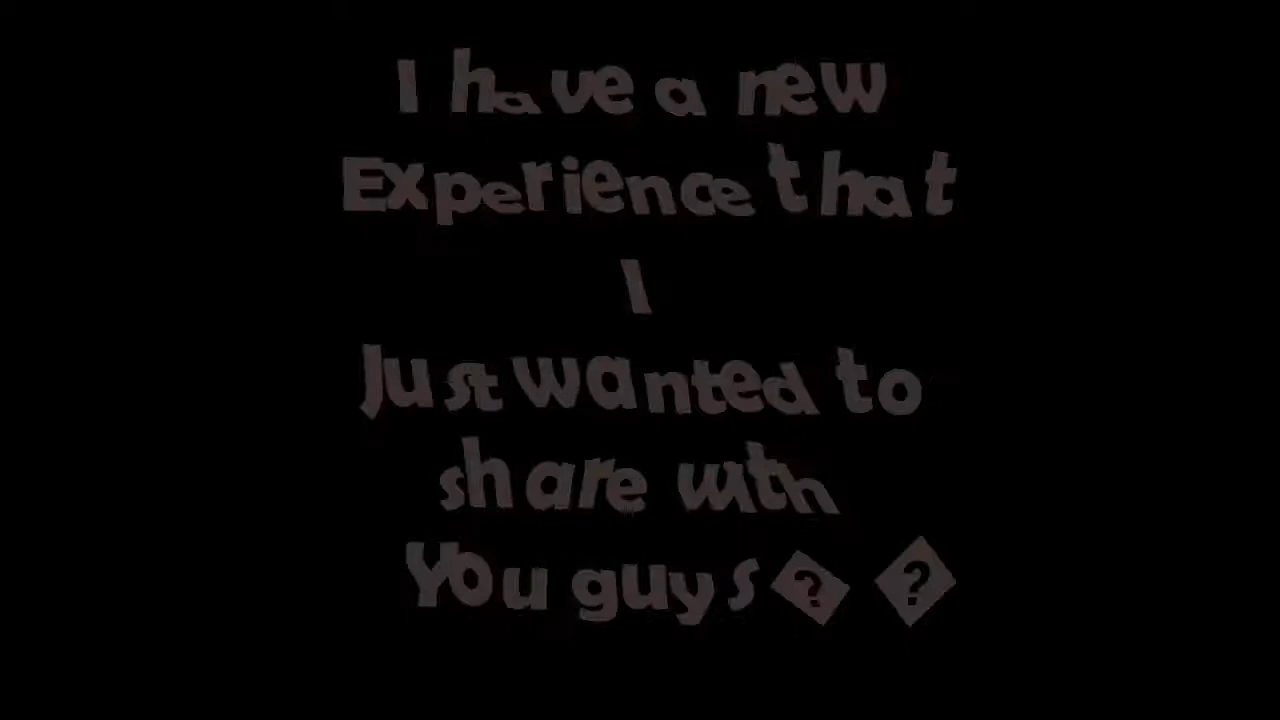 I have a new
Experience that
I
Just wanted to
share with
You guys� �